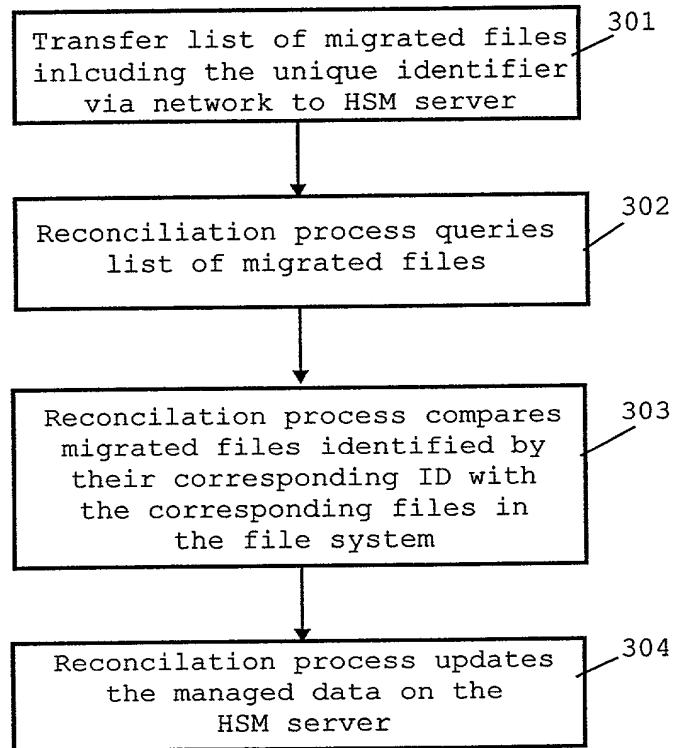 301
Transfer list of migrated files
inlcuding the unique identifier
via network to HSM server
302
Reconciliation process queries
list of migrated files
303
Reconcilation process compares
migrated files identified by
their corresponding ID with
the corresponding files in
the file system
304
Reconcilation process updates
the managed data on the
HSM server